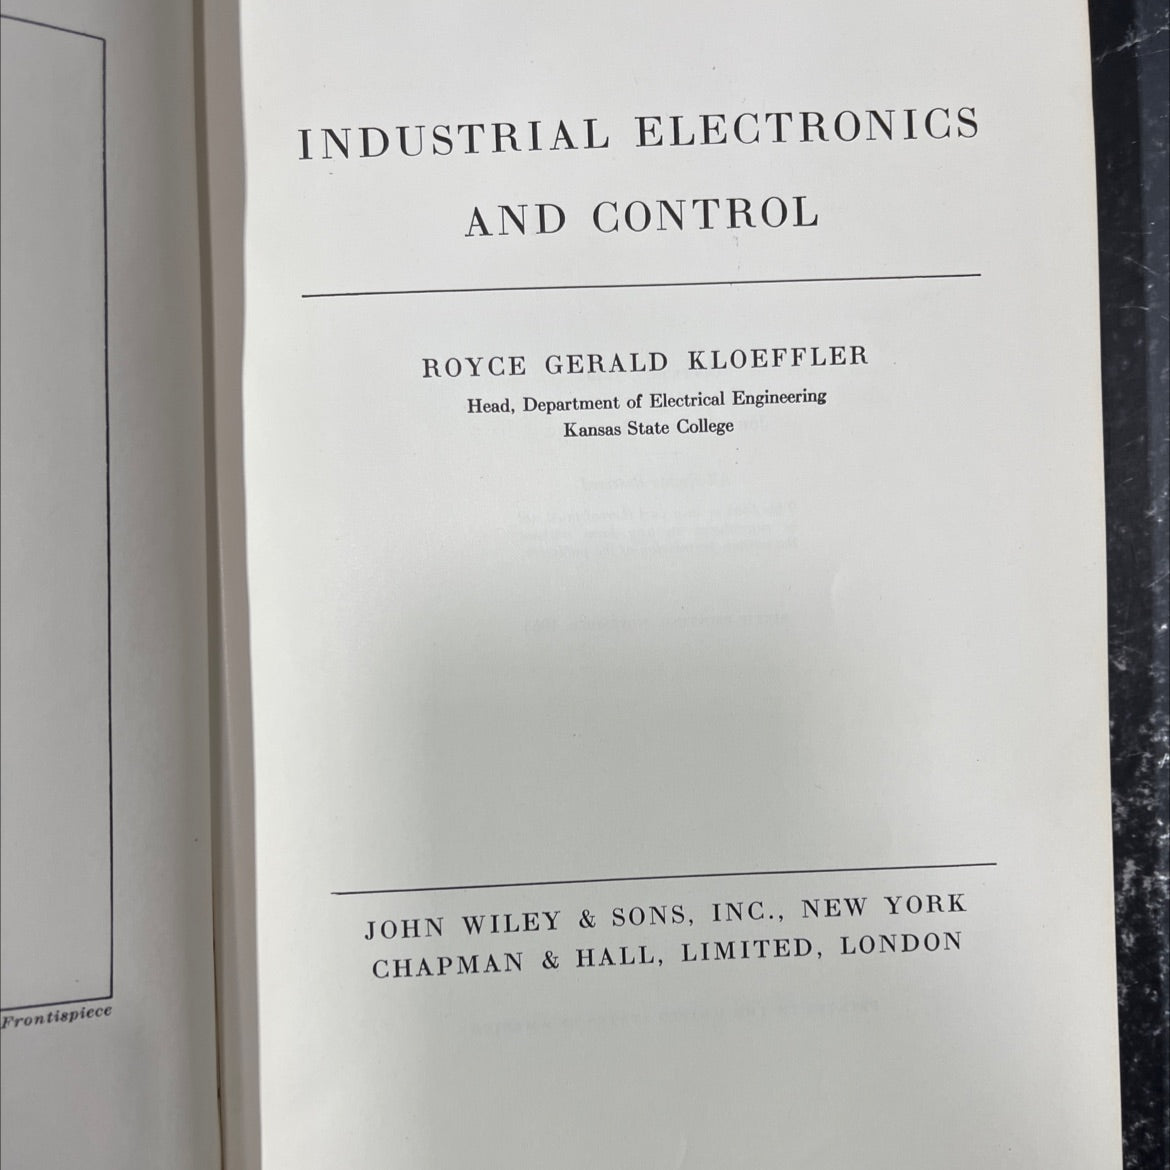 INDUSTRIAL ELECTRONICS
AND CONTROL
ROYCE GERALD KLOEFFLER
Head, Department of Electrical Engineering
Kansas State College
JOHN WILEY & SONS, INC., NEW YORK
CHAPMAN & HALL, LIMITED, LONDON
Frontispiece